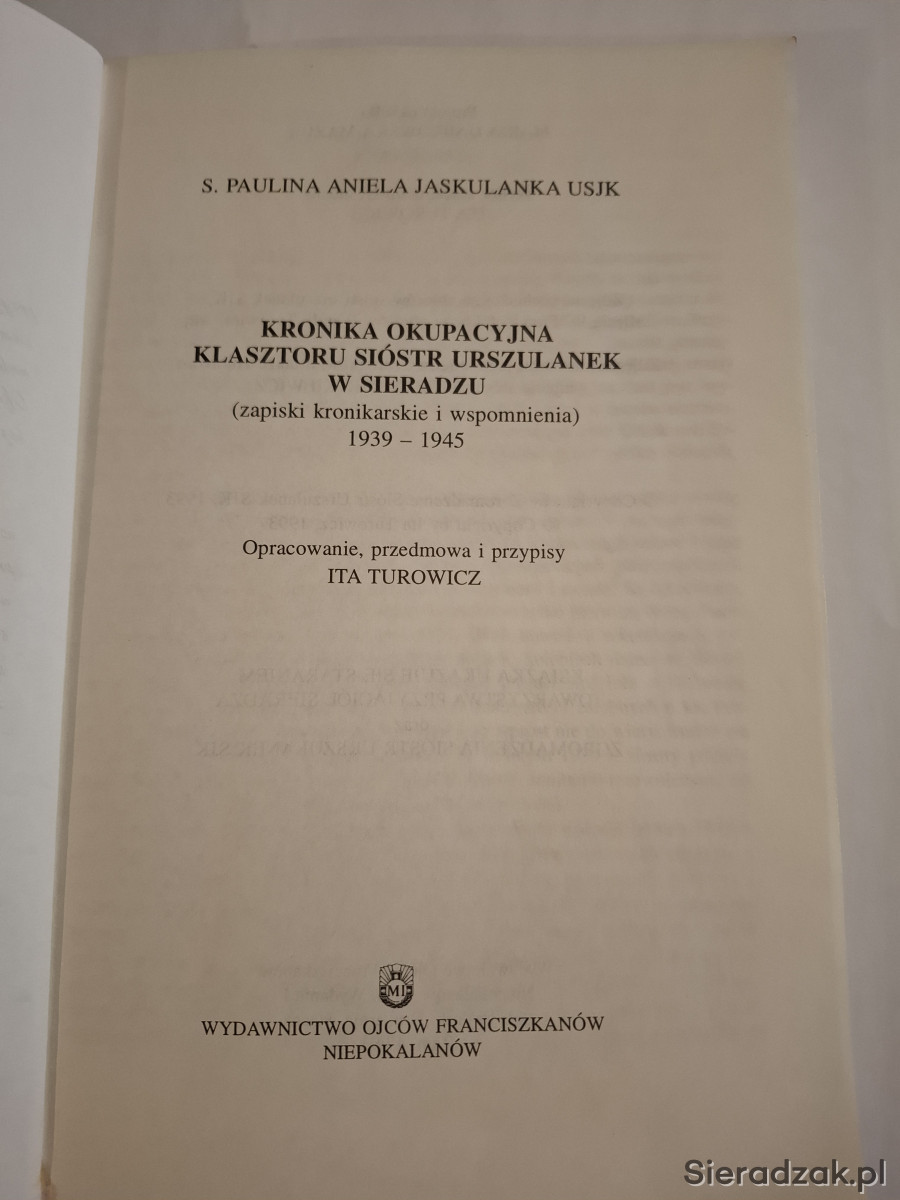 S. PAULINA ANIELA JASKULANKA USJK
KRONIKA OKUPACYJNA
KLASZTORU SIÓSTR URSZULANEK
W SIERADZU
(zapiski kronikarskie i wspomnienia)
1939 – 1945
Opracowanie, przedmowa i przypisy
ITA TUROWICZ
MI
WYDAWNICTWO OJCÓW FRANCISZKANÓW
NIEPOKALANÓW
Sieradzak.pl